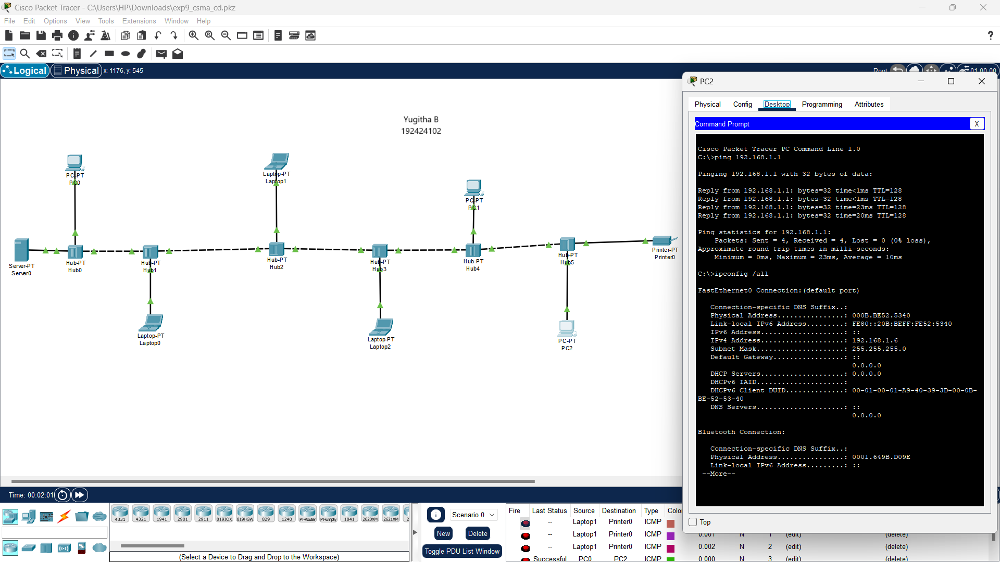 Cisco Packet Tracer - C:\Users\HP\Downloads\exp9_csma_cd.pkz
File Edit Options View Tools Extensions Window Help
?
Logical Physical x: 1176, y: 545
Root 01:00:00
Yugitha B
192424102
PC-PT
PC0
Laptop-PT
Laptop1
PC-PT
PC1
Server-PT
Server0
Hub-PT
Hub0
Hub-PT
Hub1
Hub-PT
Hub2
Hub-PT
Hub3
Hub-PT
Hub4
Hub-PT
Hub5
Printer-PT
Printer0
Laptop-PT
Laptop0
Laptop-PT
Laptop2
PC-PT
PC2
PC2
Physical Config Desktop Programming Attributes
Command Prompt X
Cisco Packet Tracer PC Command Line 1.0
C:\>ping 192.168.1.1
Pinging 192.168.1.1 with 32 bytes of data:
Reply from 192.168.1.1: bytes=32 time<1ms TTL=128
Reply from 192.168.1.1: bytes=32 time<1ms TTL=128
Reply from 192.168.1.1: bytes=32 time=23ms TTL=128
Reply from 192.168.1.1: bytes=32 time=20ms TTL=128
Ping statistics for 192.168.1.1:
Packets: Sent = 4, Received = 4, Lost = 0 (0% loss),
Approximate round trip times in milli-seconds:
Minimum = 0ms, Maximum = 23ms, Average = 10ms
C:\>ipconfig /all
FastEthernet0 Connection:(default port)
Connection-specific DNS Suffix..:
Physical Address................: 000B.BE52.5340
Link-local IPv6 Address.........: FE80::20B:BEFF:FE52:5340
IPv6 Address....................: ::
IPv4 Address....................: 192.168.1.6
Subnet Mask.....................: 255.255.255.0
Default Gateway.................: ::
0.0.0.0
DHCP Servers....................: 0.0.0.0
DHCPv6 IAID.....................:
DHCPv6 Client DUID..............: 00-01-00-01-A9-40-39-3D-00-0B-
BE-52-53-40
DNS Servers.....................: ::
0.0.0.0
Bluetooth Connection:
Connection-specific DNS Suffix..:
Physical Address................: 0001.649B.D09E
Link-local IPv6 Address.........: ::
--More--
Top
Time: 00:02:01
4331 4321 1941 2901 2911 819IOX 819HGW 829 1240 PT-Router PT-Empty 1841 2620XM 2621XM
(Select a Device to Drag and Drop to the Workspace)
Scenario 0
New Delete
Toggle PDU List Window
Fire Last Status Source Destination Type Color
-- Laptop1 Printer0 ICMP 0.001 N 1 (edit) (delete)
-- Laptop1 Printer0 ICMP
-- Laptop1 Printer0 ICMP 0.002 N 2 (edit) (delete)
Successful PC0 PC2 ICMP 0.000 N 3 (edit) (delete)